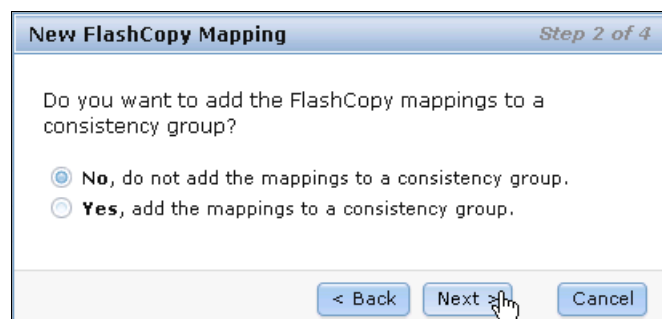 New FlashCopy Mapping Step 2 of 4
Do you want to add the FlashCopy mappings to a
consistency group?
No, do not add the mappings to a consistency group.
Yes, add the mappings to a consistency group.
< Back Next > Cancel